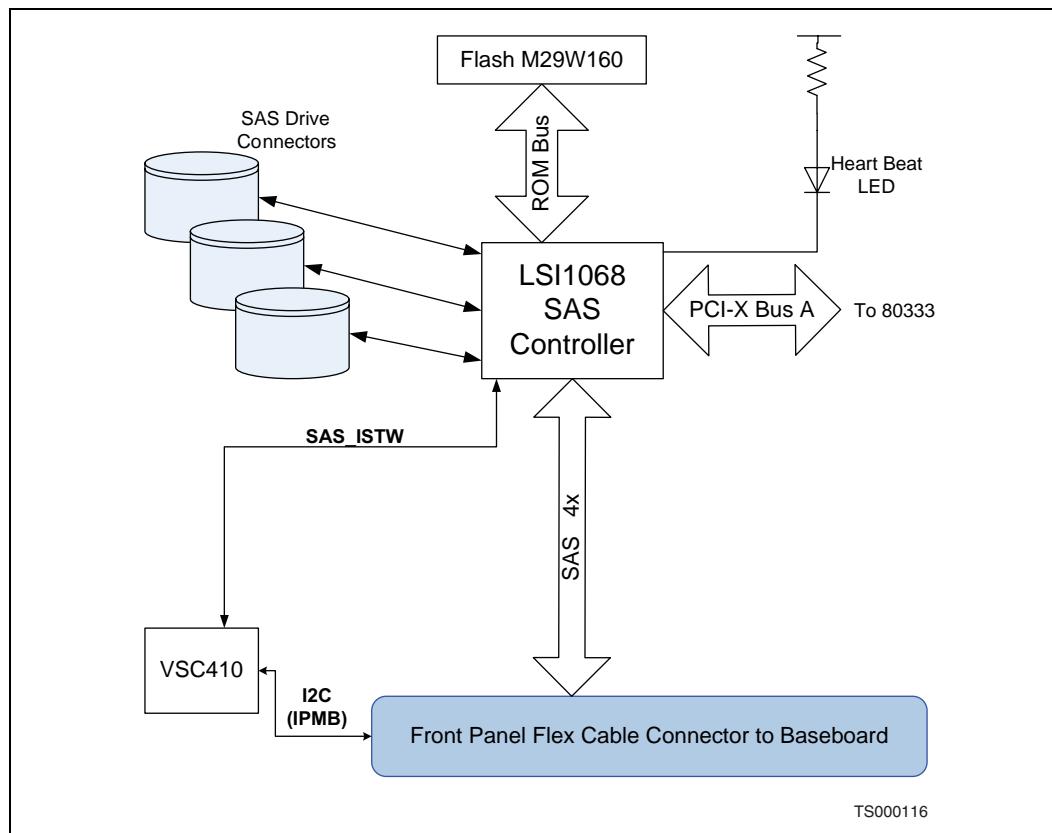 Flash M29W160
SAS Drive
Connectors
ROM Bus
Heart Beat
LED
LSI1068
SAS
Controller
PCI-X Bus A
To 80333
SAS_ISTW
SAS 4x
VSC410
I2C
(IPMB)
Front Panel Flex Cable Connector to Baseboard
TS000116